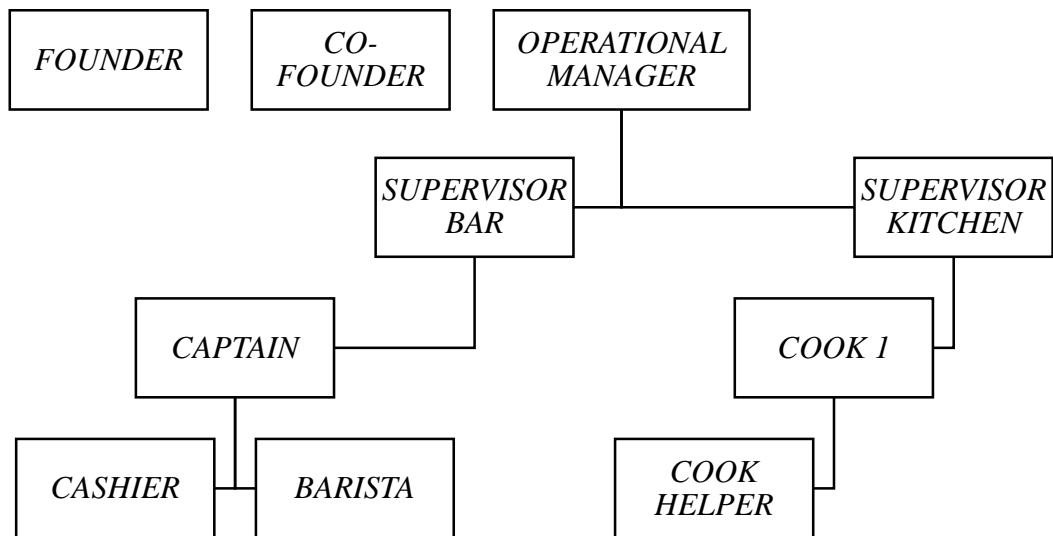 FOUNDER
CO-
FOUNDER
OPERATIONAL
MANAGER
SUPERVISOR
BAR
SUPERVISOR
KITCHEN
CAPTAIN
COOK 1
CASHIER
BARISTA
COOK
HELPER